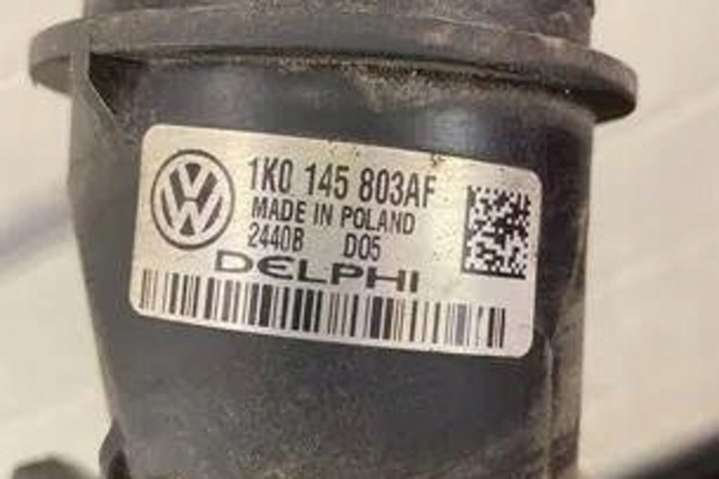 1K0 145 803AF
MADE IN POLAND
2440B D05
DELPHI